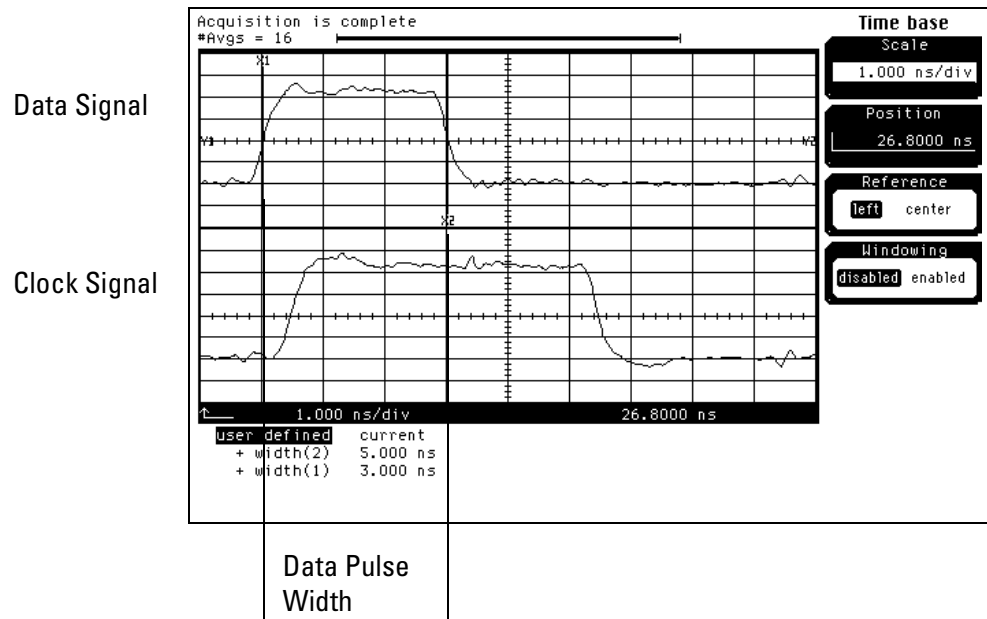 Acquisition is complete
#Avgs = 16
X1
Data Signal
Y2
X2
Clock Signal
1.000 ns/div
26.8000 ns
user defined current
+ width(2) 5.000 ns
+ width(1) 3.000 ns
Data Pulse
Width
Time base
Scale
1.000 ns/div
Position
26.8000 ns
Reference
left center
Windowing
disabled enabled